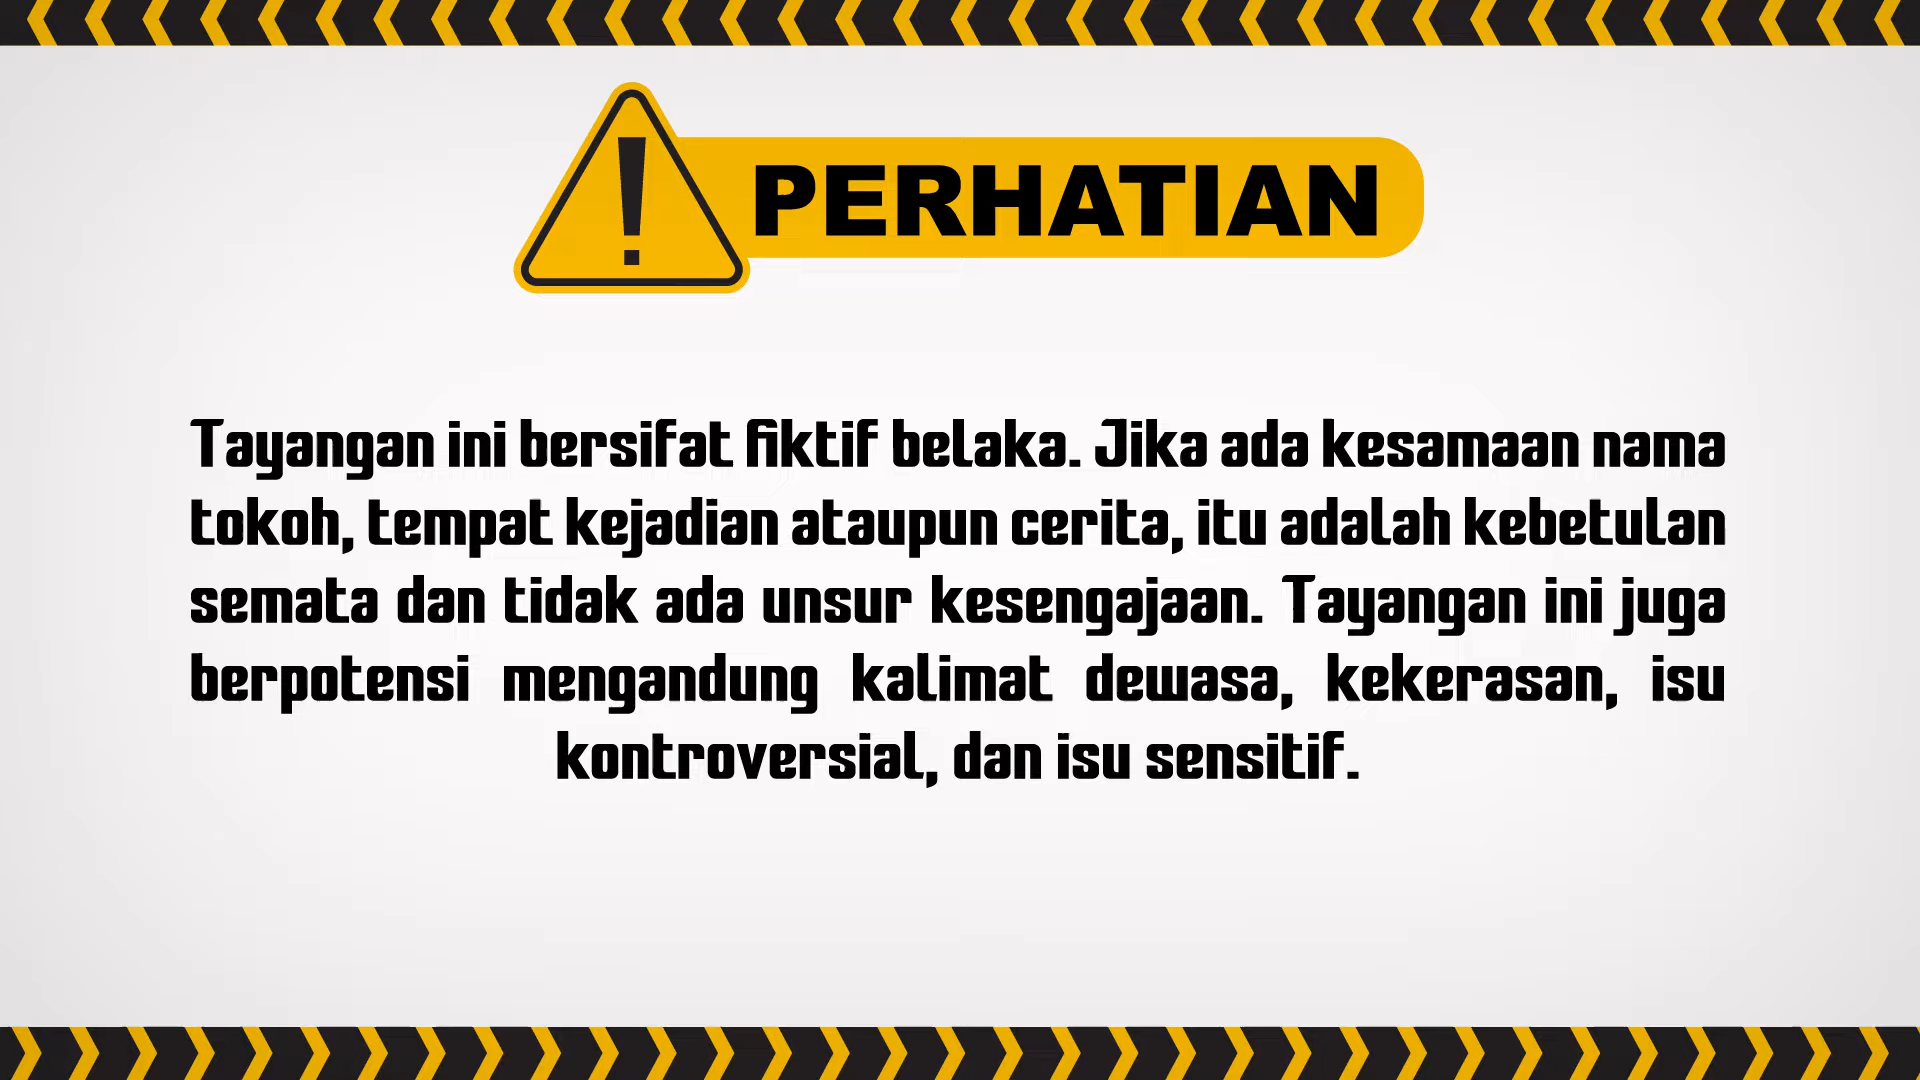 PERHATIAN
Tayangan ini bersifat fiktif belaka. Jika ada kesamaan nama
tokoh, tempat kejadian ataupun cerita, itu adalah kebetulan
semata dan tidak ada unsur kesengajaan. Tayangan ini juga
berpotensi mengandung kalimat dewasa, kekerasan, isu
kontroversial, dan isu sensitif.